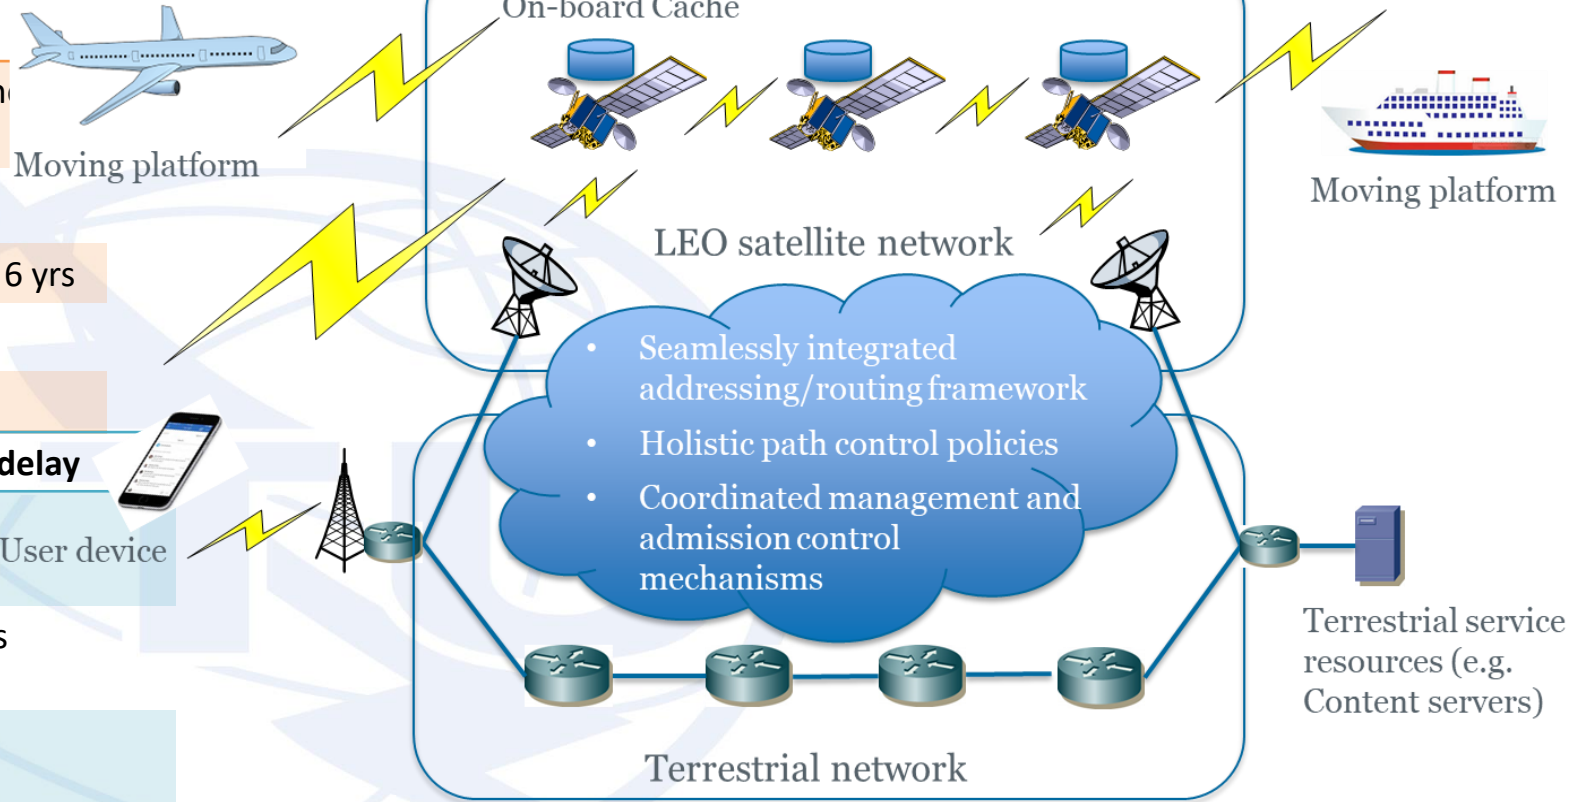 On-board Cache
Moving platform
Moving platform
LEO satellite network
6 yrs
• Seamlessly integrated
addressing/routing framework
• Holistic path control policies
delay
• Coordinated management and
admission control
mechanisms
User device
Terrestrial service
resources (e.g.
Content servers)
s
Terrestrial network